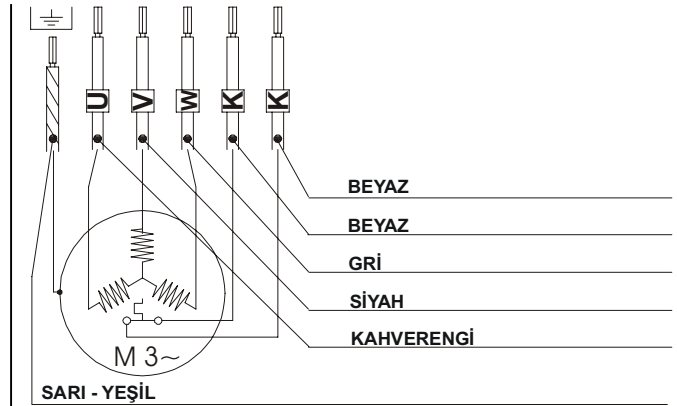 U V W K K
BEYAZ
BEYAZ
GRİ
SİYAH
KAHVERENGİ
M 3~
SARI - YEŞİL